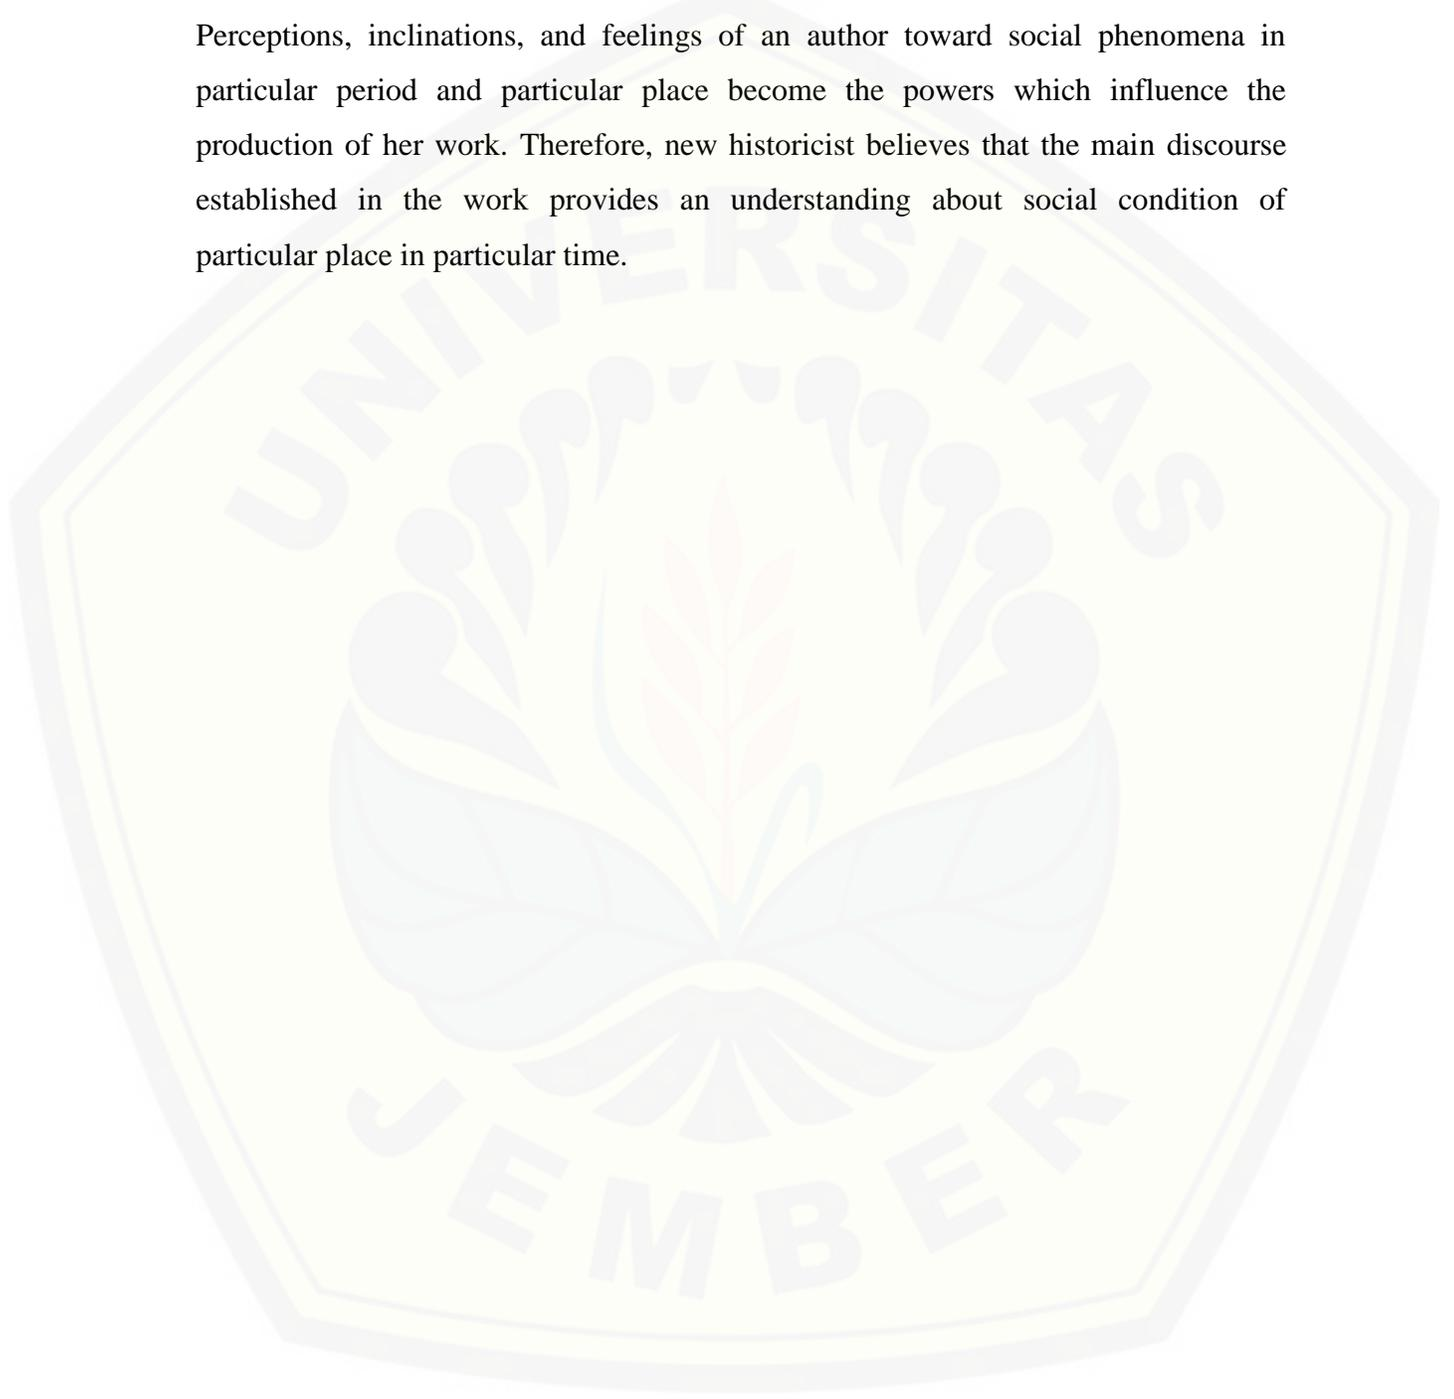 Perceptions, inclinations, and feelings of an author toward social phenomena in
particular period and particular place become the powers which influence the
production of her work. Therefore, new historicist believes that the main discourse
established in the work provides an understanding about social condition of
particular place in particular time.
UNIVERSITAS
JEMBER